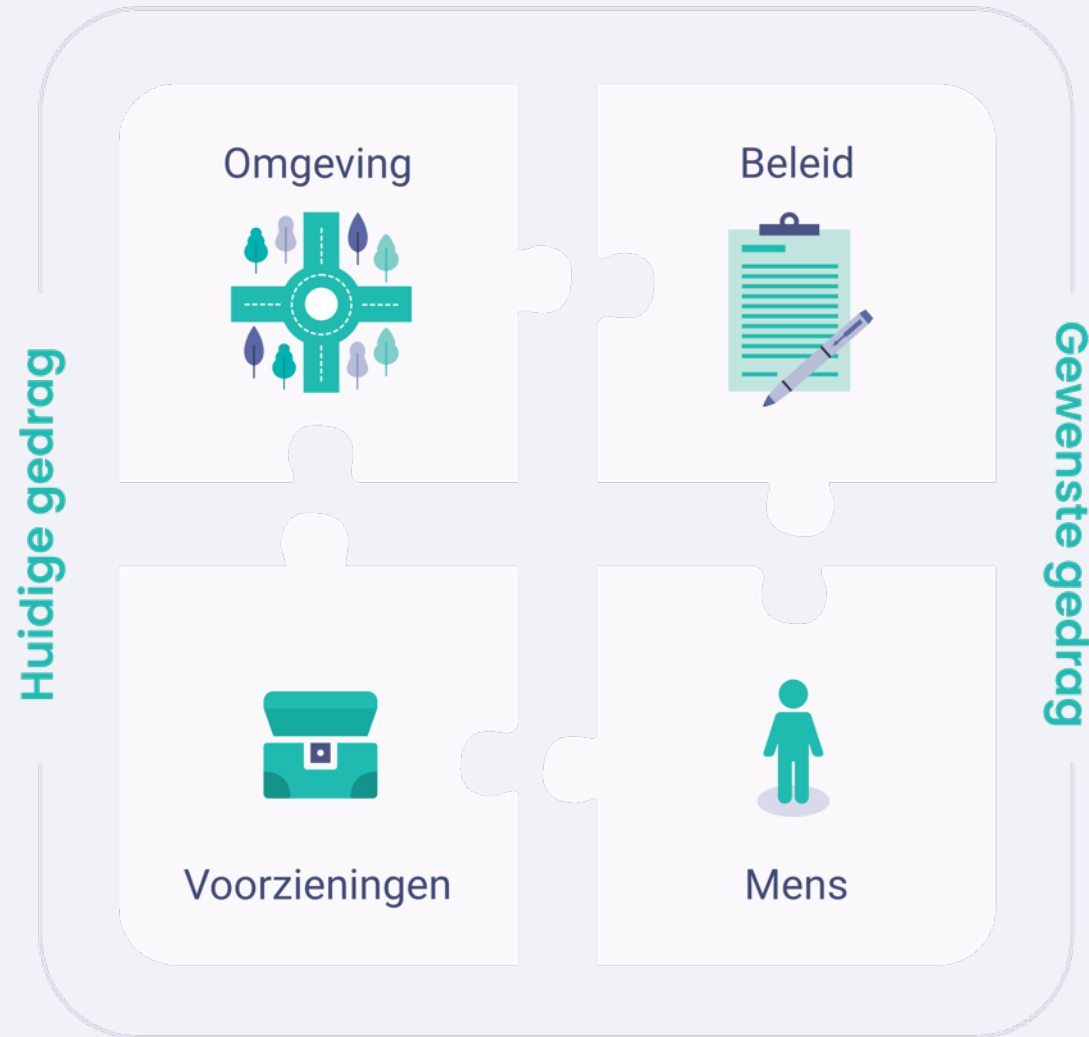 Omgeving
Beleid
Huidige gedrag
Gewenste gedrag
Voorzieningen
Mens